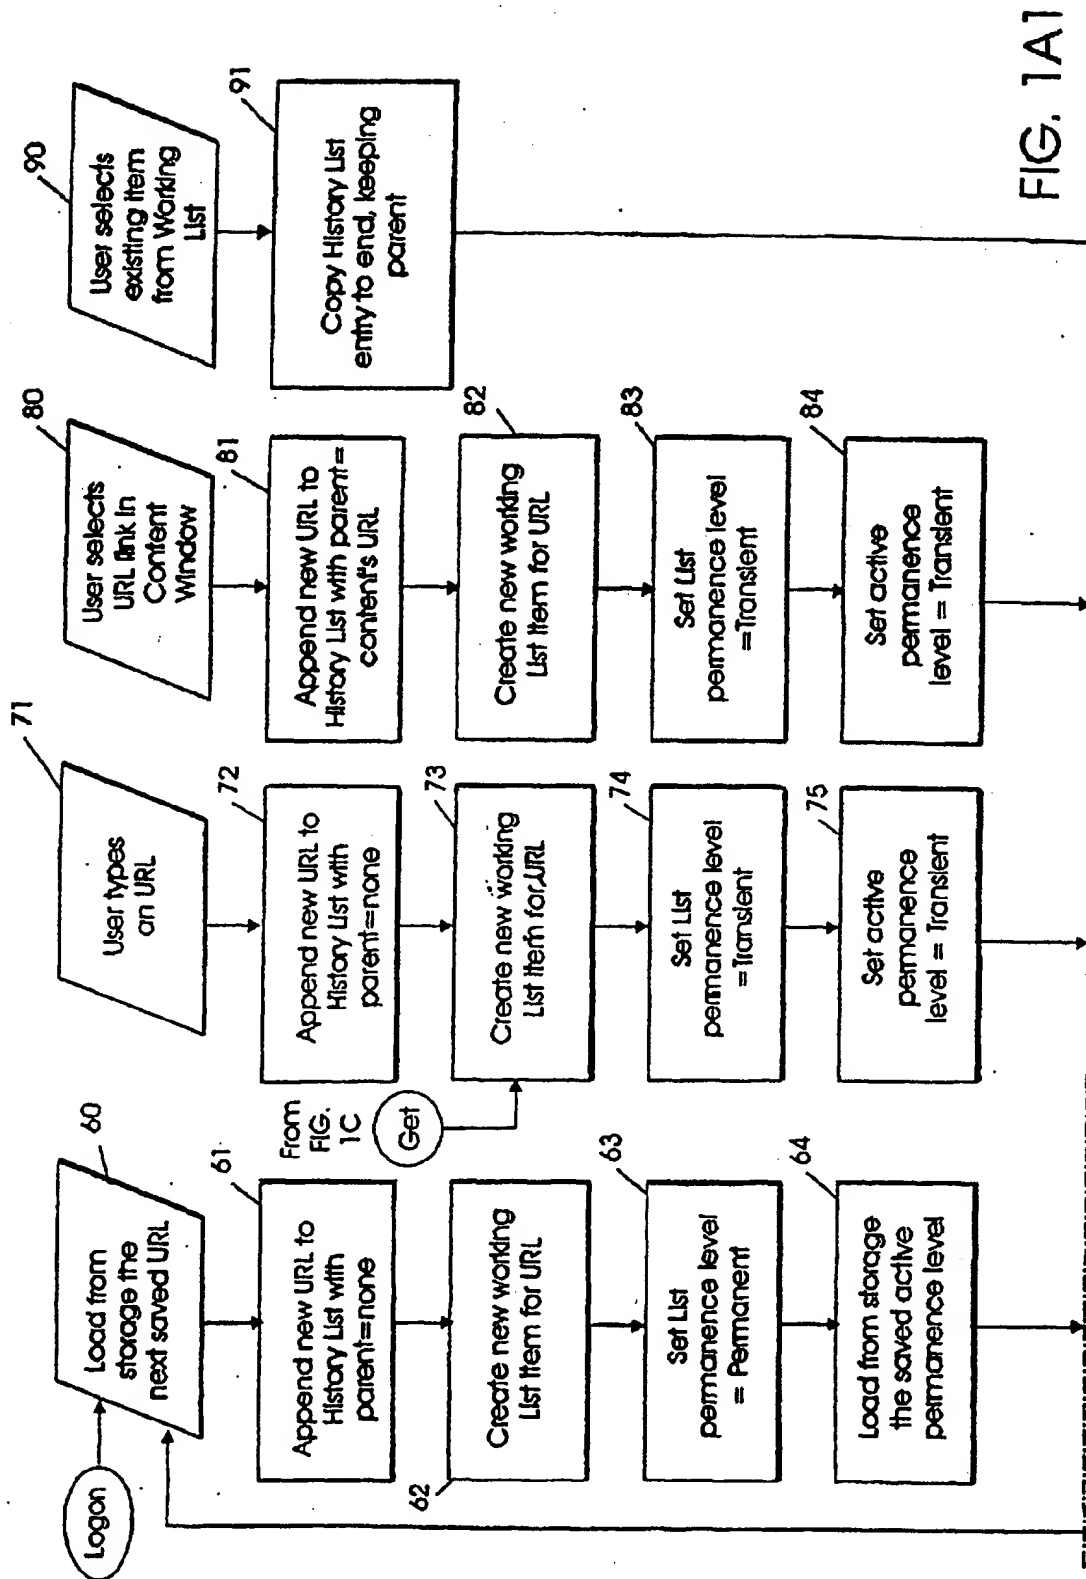 Logon
Load from
storage the
next saved URL
60
Append new URL to
History List with
parent=none
61
Create new working
List Item for URL
62
Set List
permanence level
= Permanent
63
Load from storage
the saved active
permanence level
64
From
FIG.
1C
Get
User types
an URL
71
Append new URL to
History List with
parent=none
72
Create new working
List Item for URL
73
Set List
permanence level
=Transient
74
Set active
permanence
level = Transient
75
User selects
URL link in
Content
Window
80
Append new URL to
History List with parent=
content's URL
81
Create new working
List Item for URL
82
Set List
permanence level
=Transient
83
Set active
permanence
level = Transient
84
User selects
existing item
from Working
List
90
Copy History List
entry to end, keeping
parent
91
FIG. 1A1